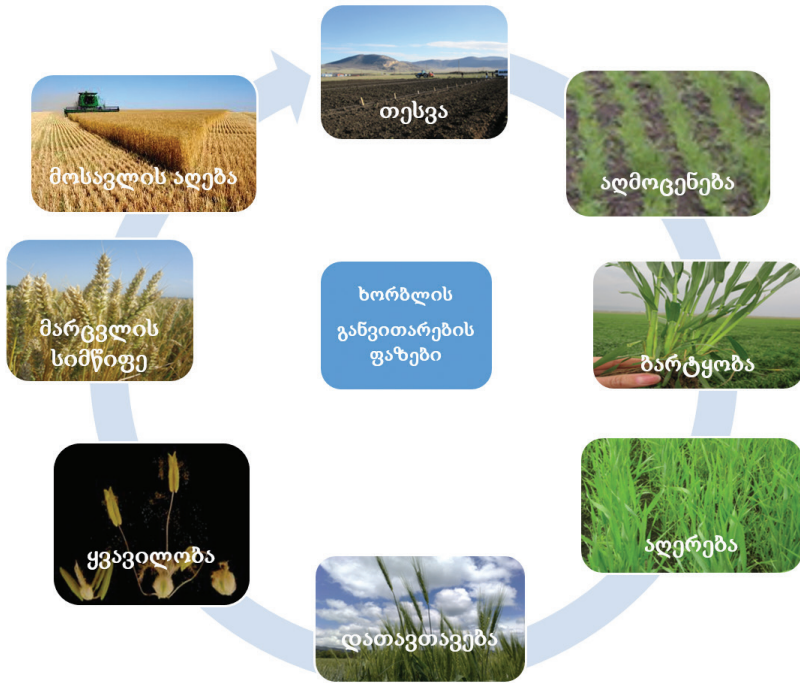 თესვა
აღმოცენება
ბარტყობა
აღერება
დათავთავება
ყვავილობა
მარცვლის
სიმწიფე
მოსავლის აღება
ხორბლის
განვითარების
ფაზები